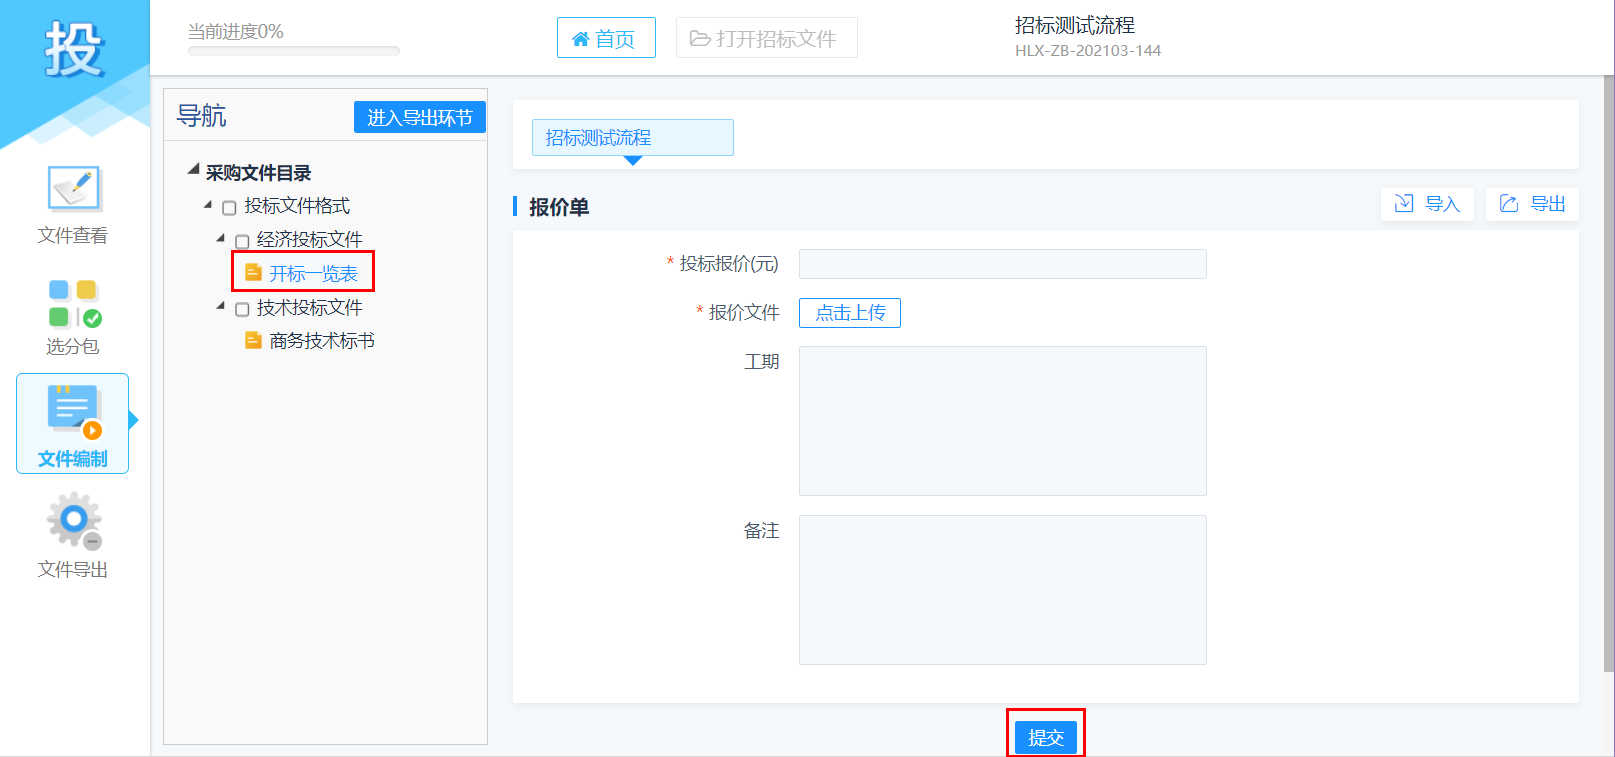 投
当前进度0%
首页
打开招标文件
招标测试流程
HLX-ZB-202103-144
文件查看
选分包
文件编制
文件导出
导航
进入导出环节
采购文件目录
投标文件格式
经济投标文件
开标一览表
技术投标文件
商务技术标书
招标测试流程
报价单
导入
导出
* 投标报价(元)
* 报价文件
点击上传
工期
备注
提交